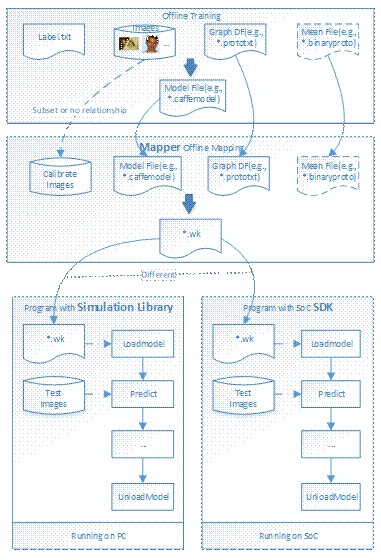 Offline Training
Label.txt
Images
...
Graph DF(e.g.,
*.prototxt)
Mean File(e.g.,
*.binaryproto)
Model File(e.g.,
*.caffemodel)
Subset or no relationship
Mapper Offline Mapping
Calibrate
Images
Model File(e.g.,
*.caffemodel)
Graph DF(e.g.,
*.prototxt)
Mean File(e.g.,
*.binaryproto)
*.wk
Different
Program with Simulation Library
*.wk
Loadmodel
Test
Images
Predict
...
UnloadModel
Running on PC
Program with SoC SDK
*.wk
Loadmodel
Test
Images
Predict
...
UnloadModel
Running on SoC